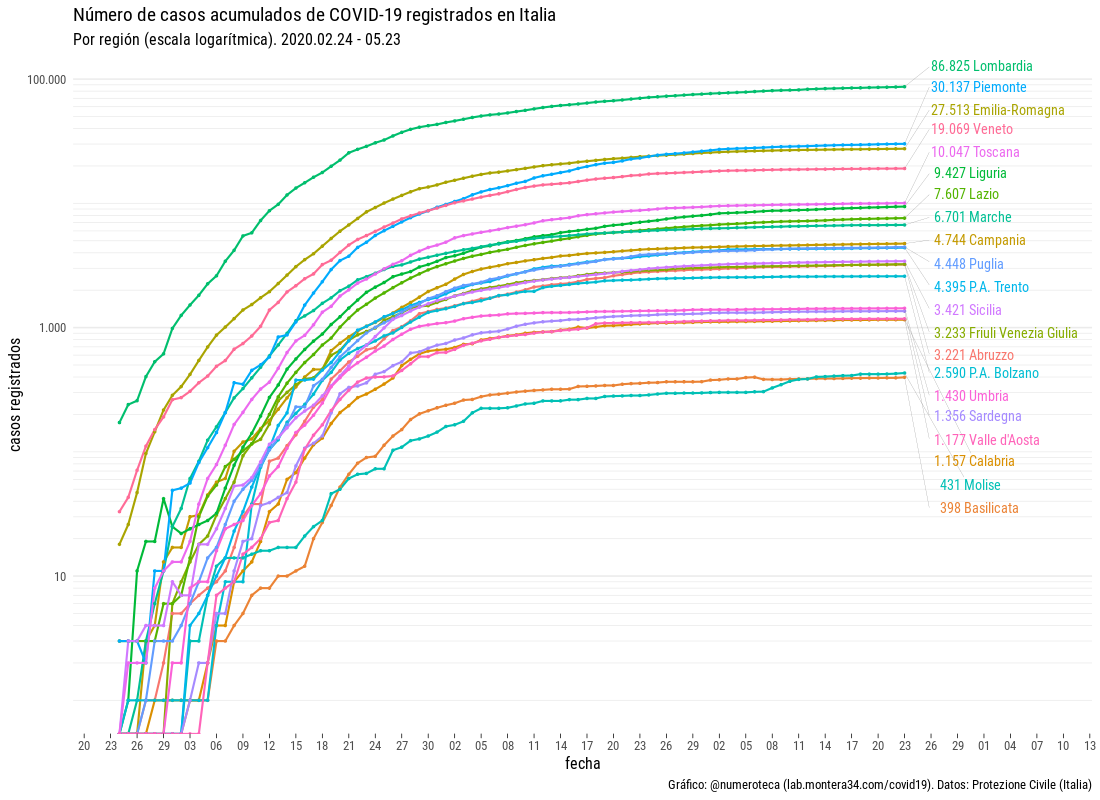 Número de casos acumulados de COVID-19 registrados en Italia
Por región (escala logarítmica). 2020.02.24 - 05.23
100.000
1.000
10
casos registrados
86.825 Lombardia
30.137 Piemonte
27.513 Emilia-Romagna
19.069 Veneto
10.047 Toscana
9.427 Liguria
7.607 Lazio
6.701 Marche
4.744 Campania
4.448 Puglia
4.395 P.A. Trento
3.421 Sicilia
3.233 Friuli Venezia Giulia
3.221 Abruzzo
2.590 P.A. Bolzano
1.430 Umbria
1.356 Sardegna
1.177 Valle d'Aosta
1.157 Calabria
431 Molise
398 Basilicata
20 23 26 29 03 06 09 12 15 18 21 24 27 30 02 05 08 11 14 17 20 23 26 29 02 05 08 11 14 17 20 23 26 29 01 04 07 10 13
fecha
Gráfico: @numeroteca (lab.montera34.com/covid19). Datos: Protezione Civile (Italia)